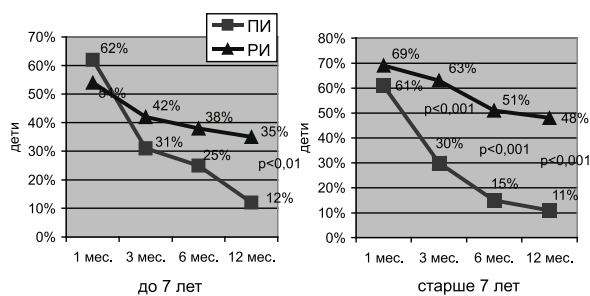 ПИ
РИ
70%
60%
50%
40%
30%
20%
10%
0%
дети
62%
54%
42%
38%
35%
31%
25%
p<0,01
12%
1 мес. 3 мес. 6 мес. 12 мес.
до 7 лет
80%
70%
60%
50%
40%
30%
20%
10%
0%
дети
69%
63%
61%
p<0,001
51%
48%
30%
p<0,001
p<0,001
15%
11%
1 мес. 3 мес. 6 мес. 12 мес.
старше 7 лет